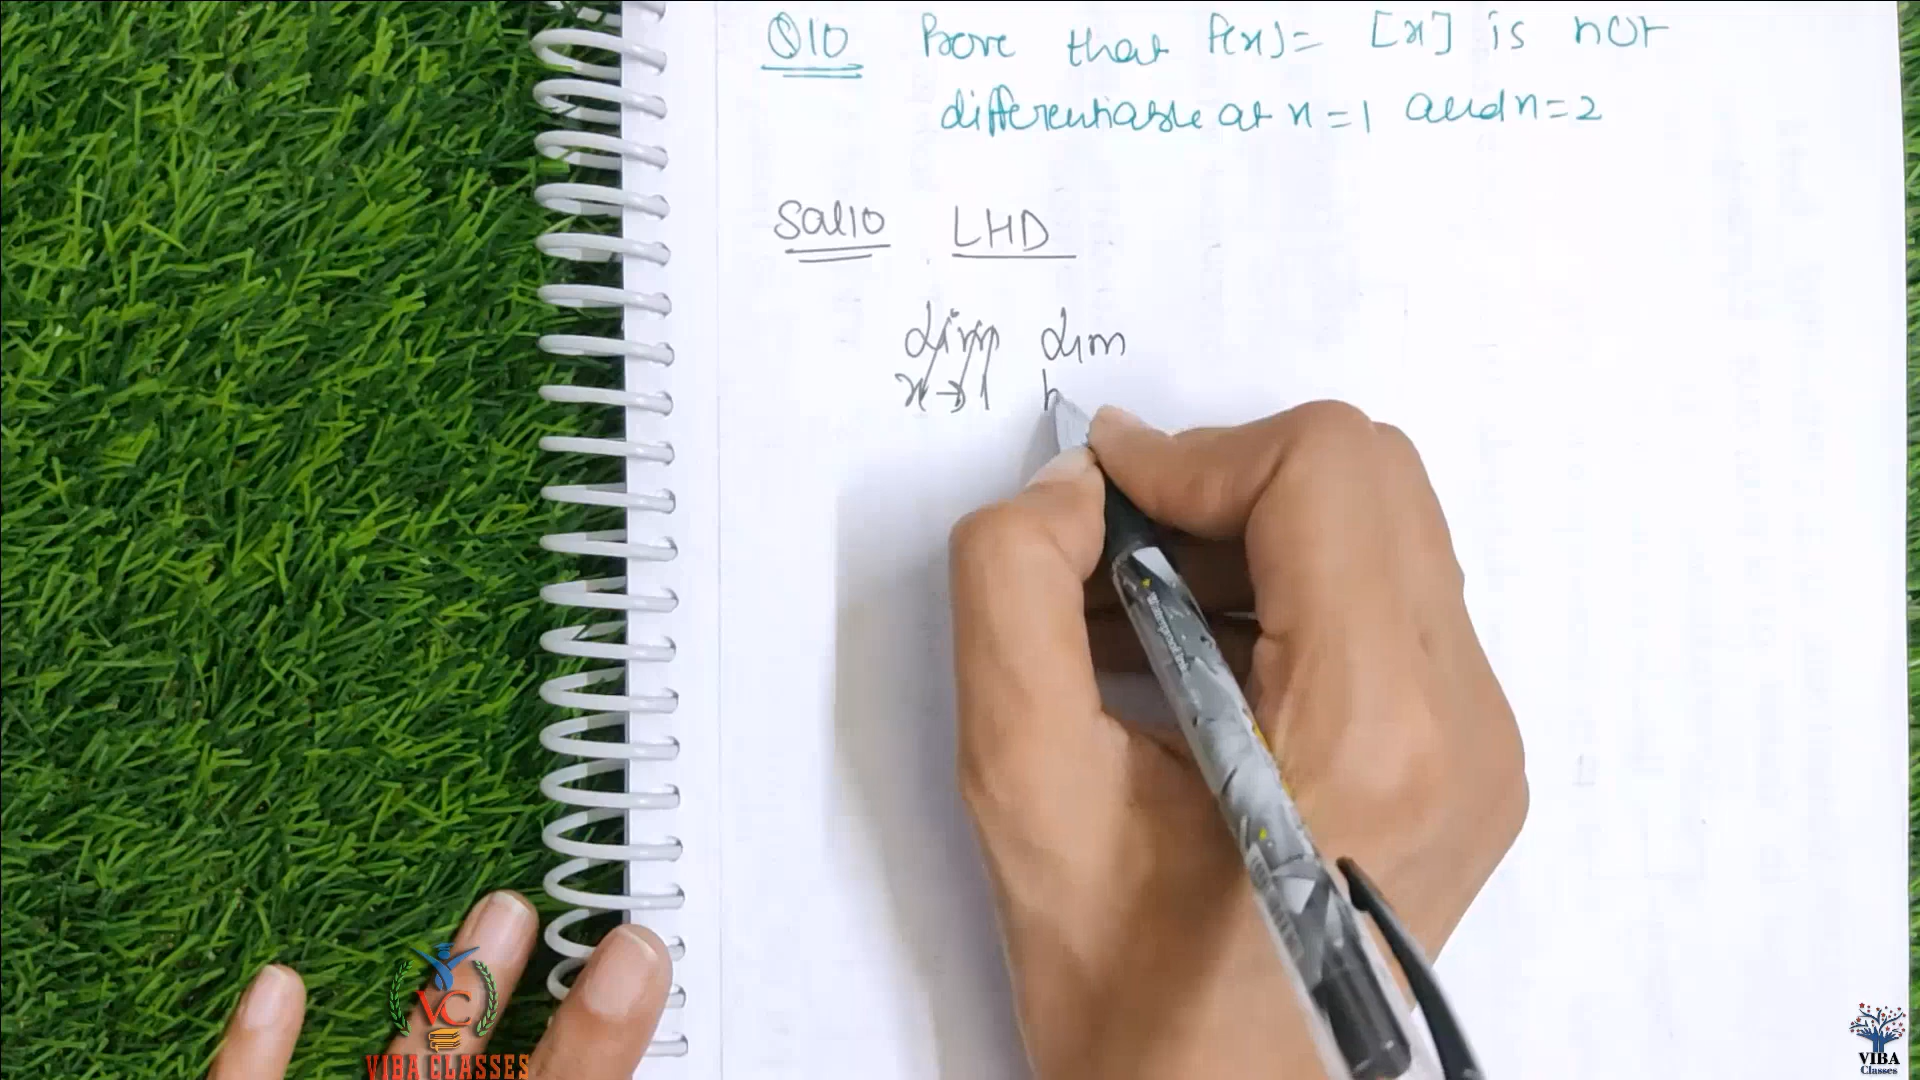 Q10 Prove that f(x) = [x] is not
differentiable at x = 1 and x = 2
Sol10 LHD
Lim Lim
x→1 h
VC
VIBA CLASSES
VIBA
Classes